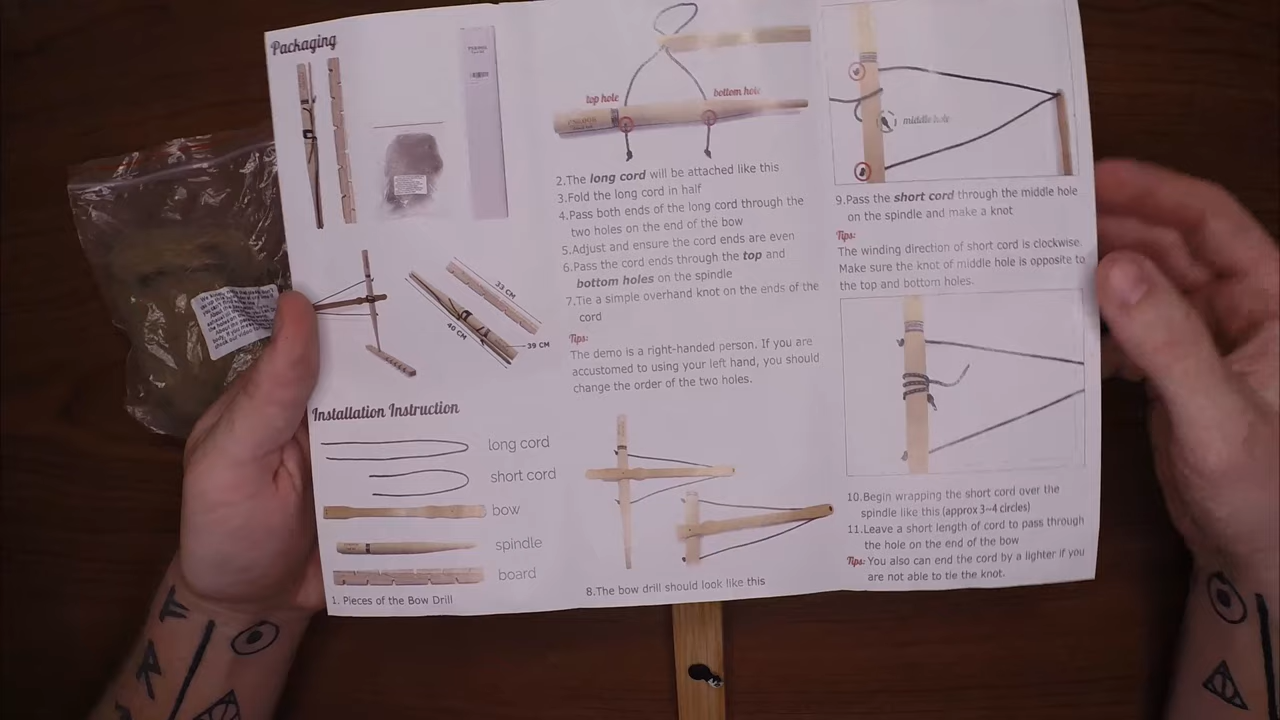 Packaging
33 CM
40 CM
39 CM
Installation Instruction
long cord
short cord
bow
spindle
board
1. Pieces of the Bow Drill
top hole
bottom hole
2.The long cord will be attached like this
3.Fold the long cord in half
4.Pass both ends of the long cord through the
two holes on the end of the bow
5.Adjust and ensure the cord ends are even
6.Pass the cord ends through the top and
bottom holes on the spindle
7.Tie a simple overhand knot on the ends of the
cord
Tips:
The demo is a right-handed person. If you are
accustomed to using your left hand, you should
change the order of the two holes.
8.The bow drill should look like this
middle hole
9.Pass the short cord through the middle hole
on the spindle and make a knot
Tips:
The winding direction of short cord is clockwise.
Make sure the knot of middle hole is opposite to
the top and bottom holes.
10.Begin wrapping the short cord over the
spindle like this (approx 3~4 circles)
11.Leave a short length of cord to pass through
the hole on the end of the bow
Tips: You also can end the cord by a lighter if you
are not able to tie the knot.